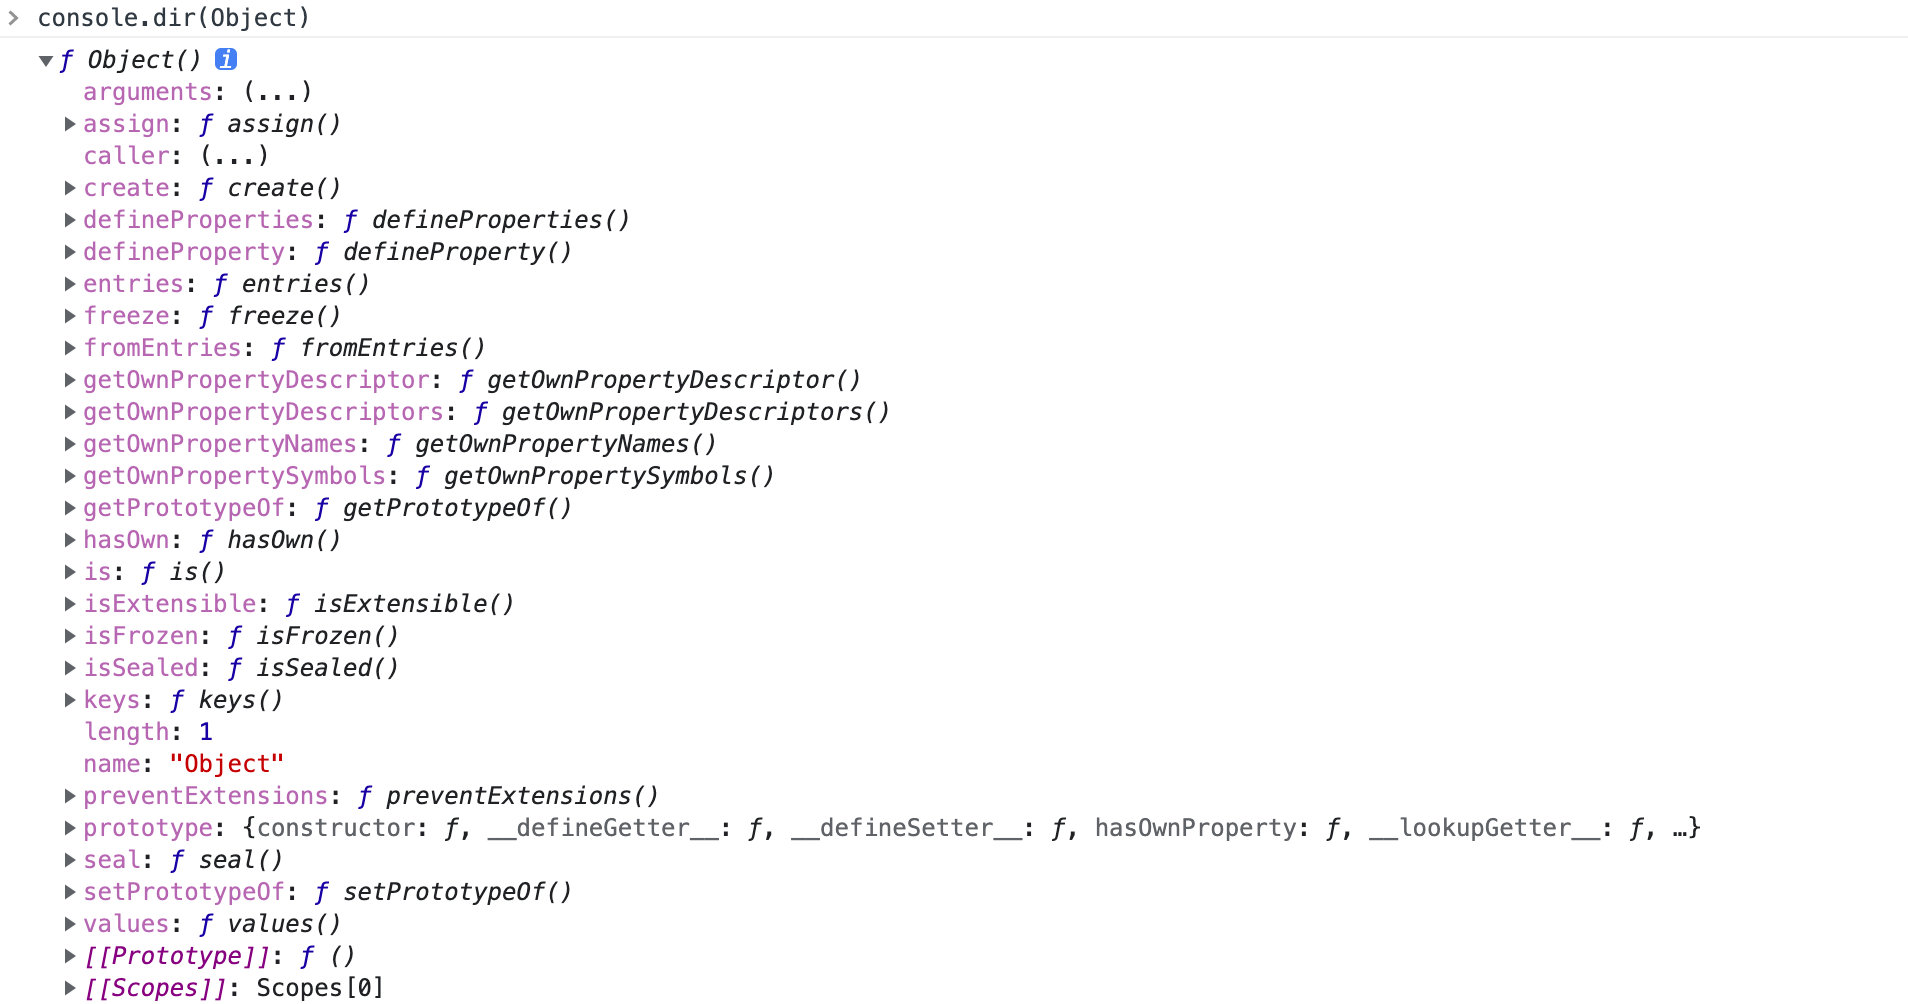 > console.dir(Object)
▼ ƒ Object() i
arguments: (...)
▶ assign: ƒ assign()
caller: (...)
▶ create: ƒ create()
▶ defineProperties: ƒ defineProperties()
▶ defineProperty: ƒ defineProperty()
▶ entries: ƒ entries()
▶ freeze: ƒ freeze()
▶ fromEntries: ƒ fromEntries()
▶ getOwnPropertyDescriptor: ƒ getOwnPropertyDescriptor()
▶ getOwnPropertyDescriptors: ƒ getOwnPropertyDescriptors()
▶ getOwnPropertyNames: ƒ getOwnPropertyNames()
▶ getOwnPropertySymbols: ƒ getOwnPropertySymbols()
▶ getPrototypeOf: ƒ getPrototypeOf()
▶ hasOwn: ƒ hasOwn()
▶ is: ƒ is()
▶ isExtensible: ƒ isExtensible()
▶ isFrozen: ƒ isFrozen()
▶ isSealed: ƒ isSealed()
▶ keys: ƒ keys()
length: 1
name: "Object"
▶ preventExtensions: ƒ preventExtensions()
▶ prototype: {constructor: ƒ, __defineGetter__: ƒ, __defineSetter__: ƒ, hasOwnProperty: ƒ, __lookupGetter__: ƒ, …}
▶ seal: ƒ seal()
▶ setPrototypeOf: ƒ setPrototypeOf()
▶ values: ƒ values()
▶ [[Prototype]]: ƒ ()
▶ [[Scopes]]: Scopes[0]